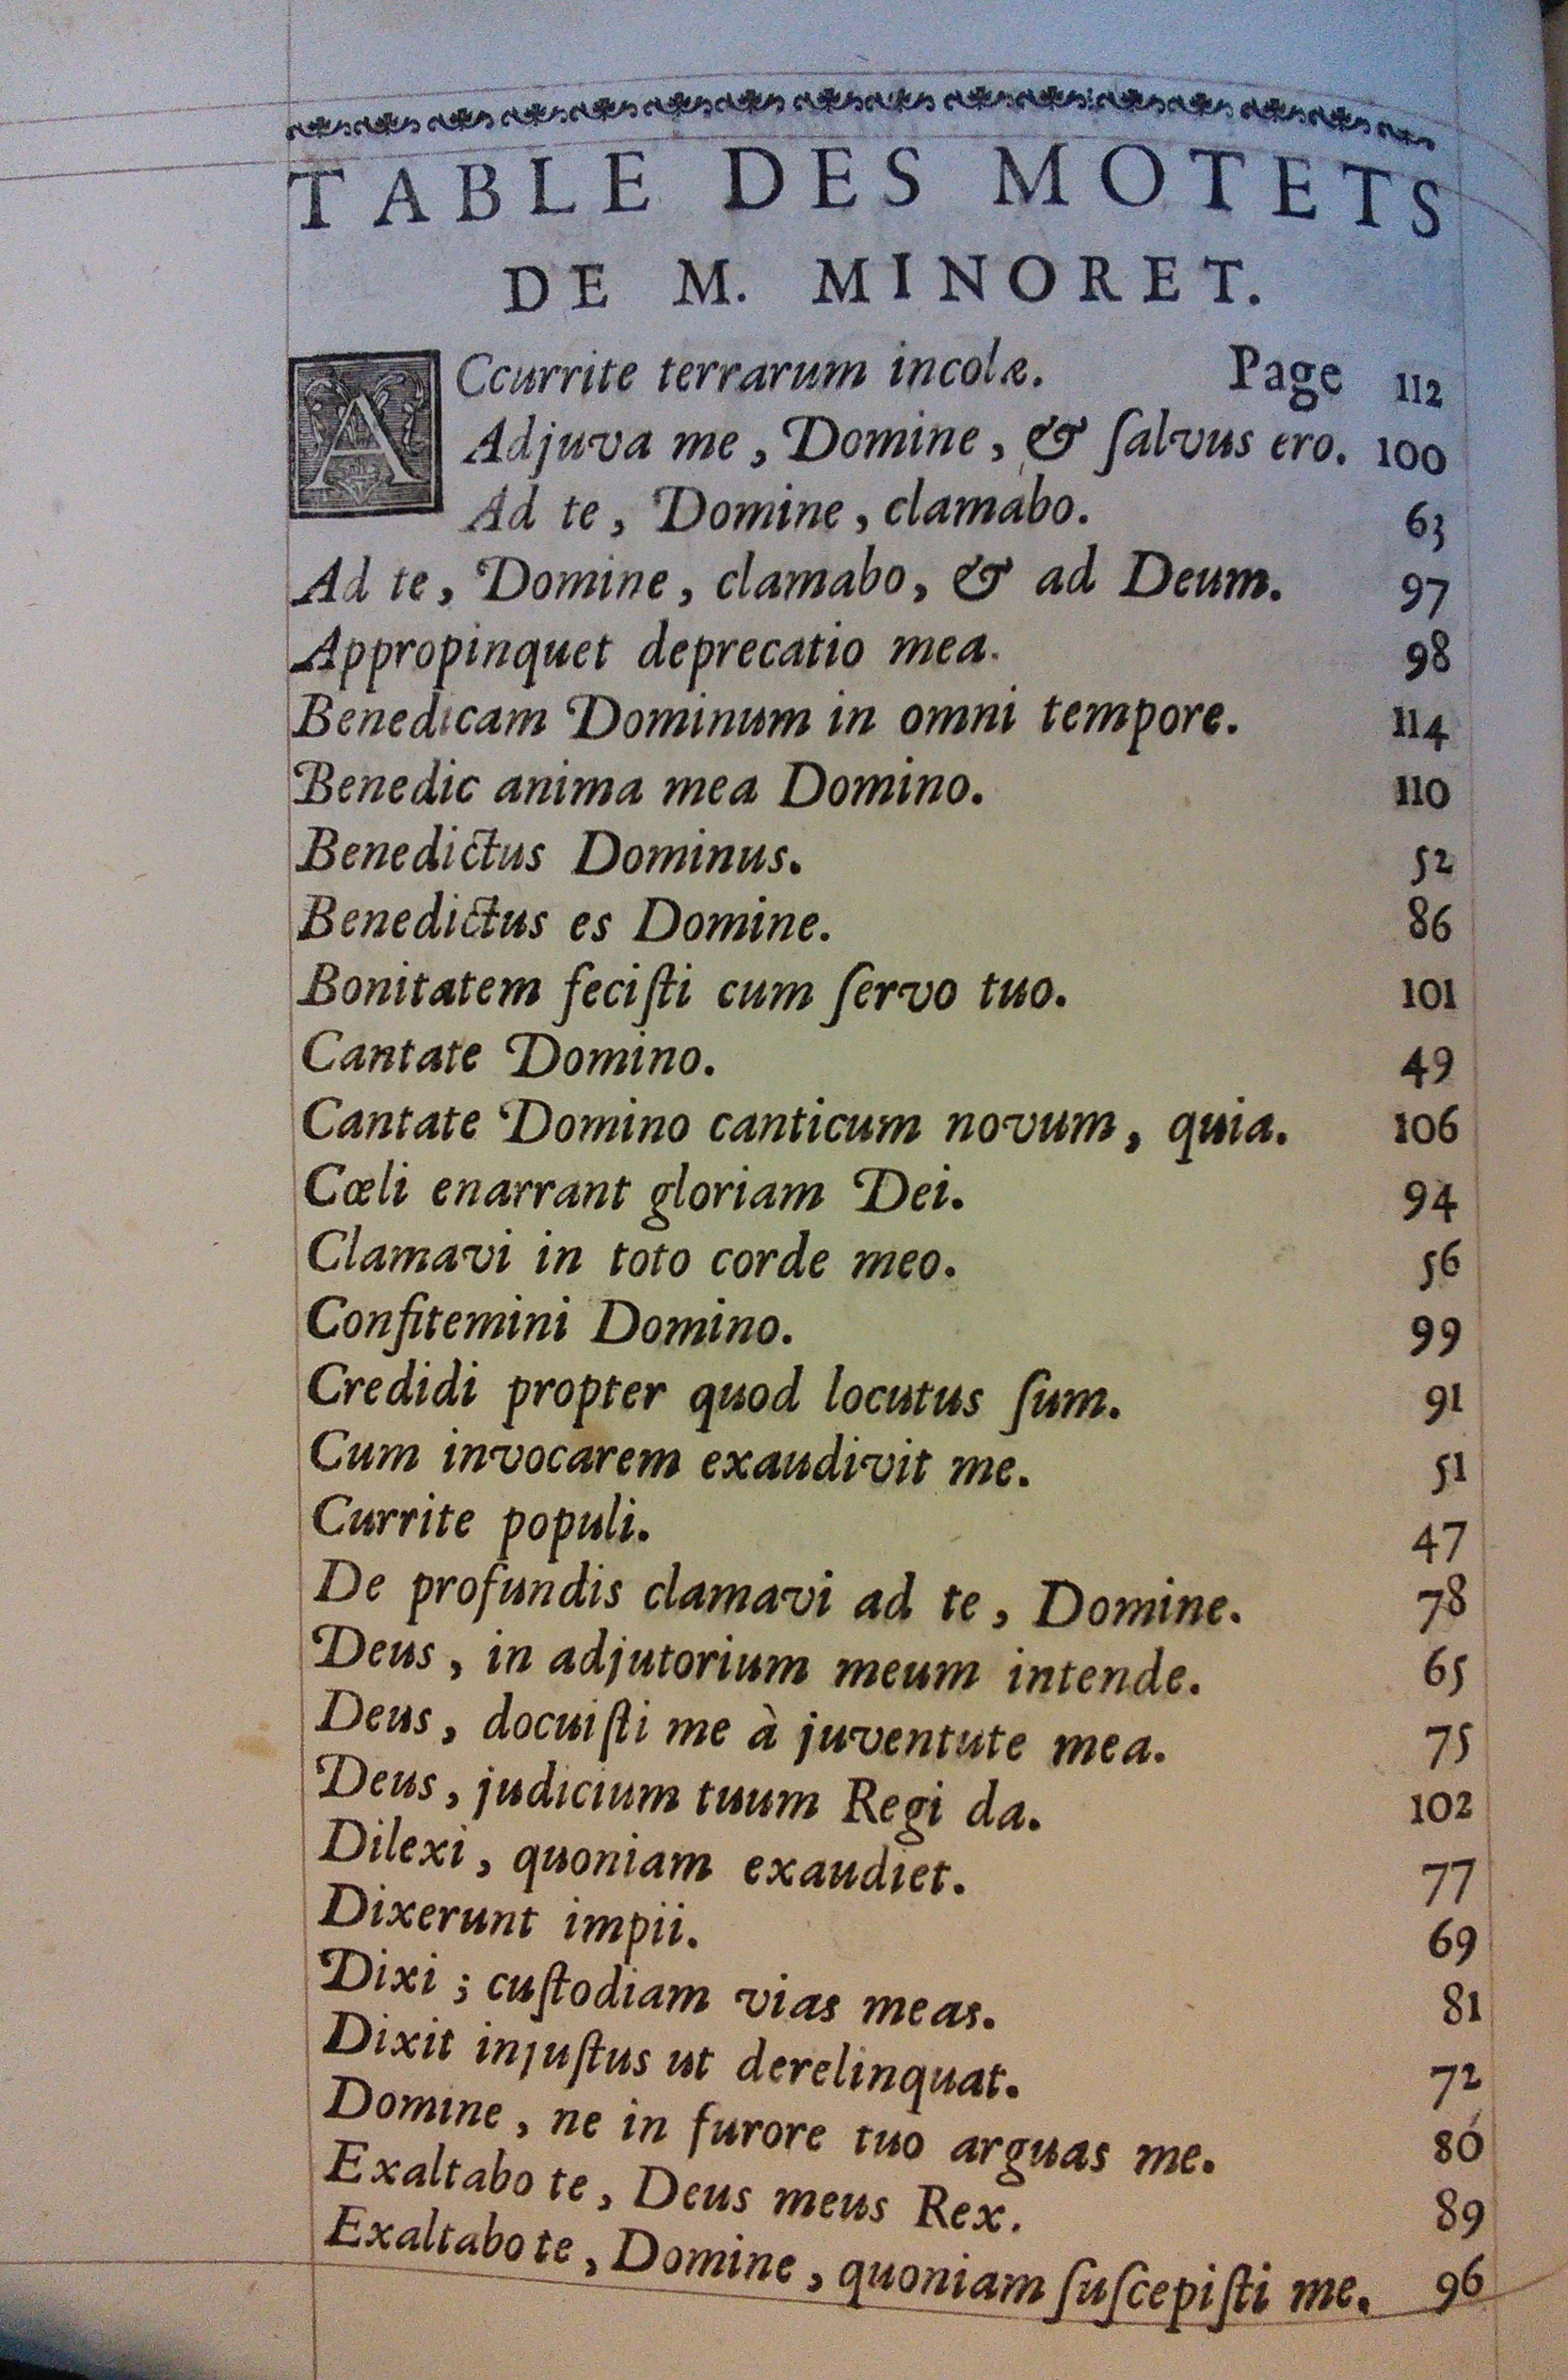 TABLE DES MOTETS
DE M. MINORET.
ACcurrite terrarum incolæ. Page 112
Adjuva me, Domine, & ſalvus ero. 100
Ad te, Domine, clamabo. 63
Ad te, Domine, clamabo, & ad Deum. 97
Appropinquet deprecatio mea. 98
Benedicam Dominum in omni tempore. 114
Benedic anima mea Domino. 110
Benedictus Dominus. 52
Benedictus es Domine. 86
Bonitatem feciſti cum ſervo tuo. 101
Cantate Domino. 49
Cantate Domino canticum novum, quia. 106
Cœli enarrant gloriam Dei. 94
Clamavi in toto corde meo. 56
Confitemini Domino. 99
Credidi propter quod locutus ſum. 91
Cum invocarem exaudivit me. 51
Currite populi. 47
De profundis clamavi ad te, Domine. 78
Deus, in adjutorium meum intende. 65
Deus, docuiſti me à juventute mea. 75
Deus, judicium tuum Regi da. 102
Dilexi, quoniam exaudiet. 77
Dixerunt impii. 69
Dixi; cuſtodiam vias meas. 81
Dixit injuſtus ut derelinquat. 72
Domine, ne in furore tuo arguas me. 80
Exaltabo te, Deus meus Rex. 89
Exaltabo te, Domine, quoniam ſuſcepiſti me. 96